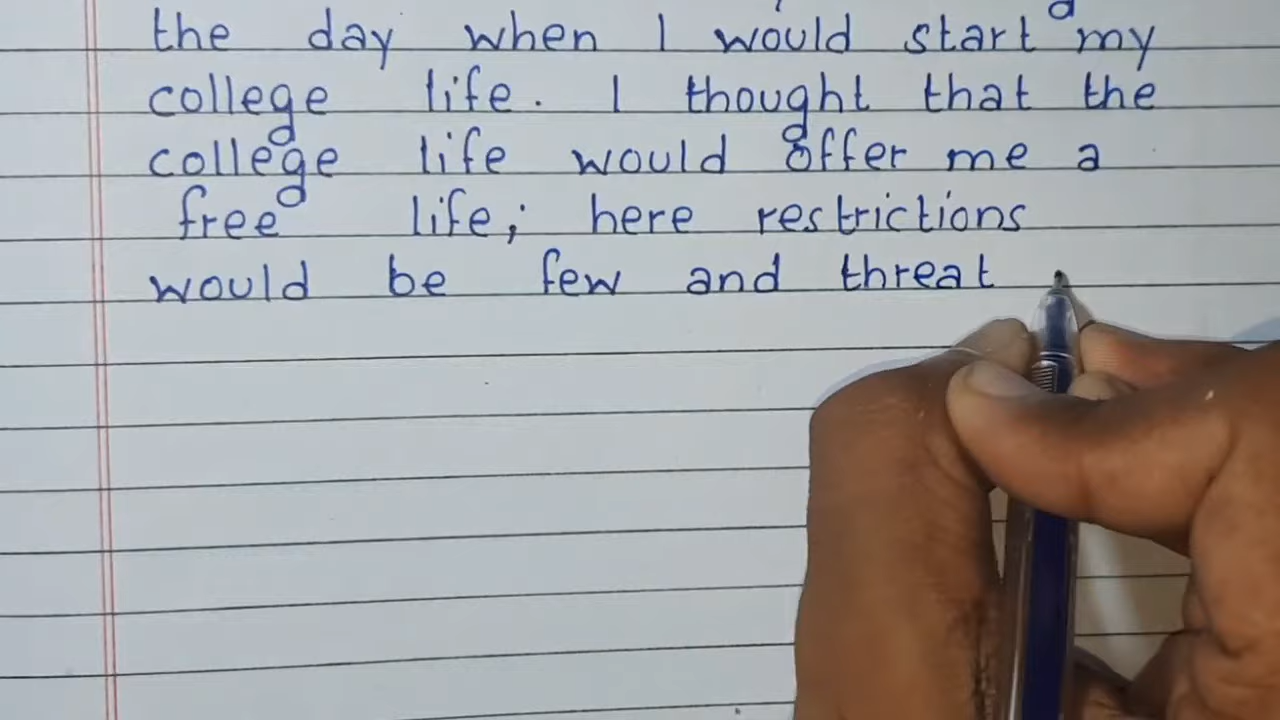 the day when I would start my
college life. I thought that the
college life would offer me a
free life; here restrictions
would be few and threat